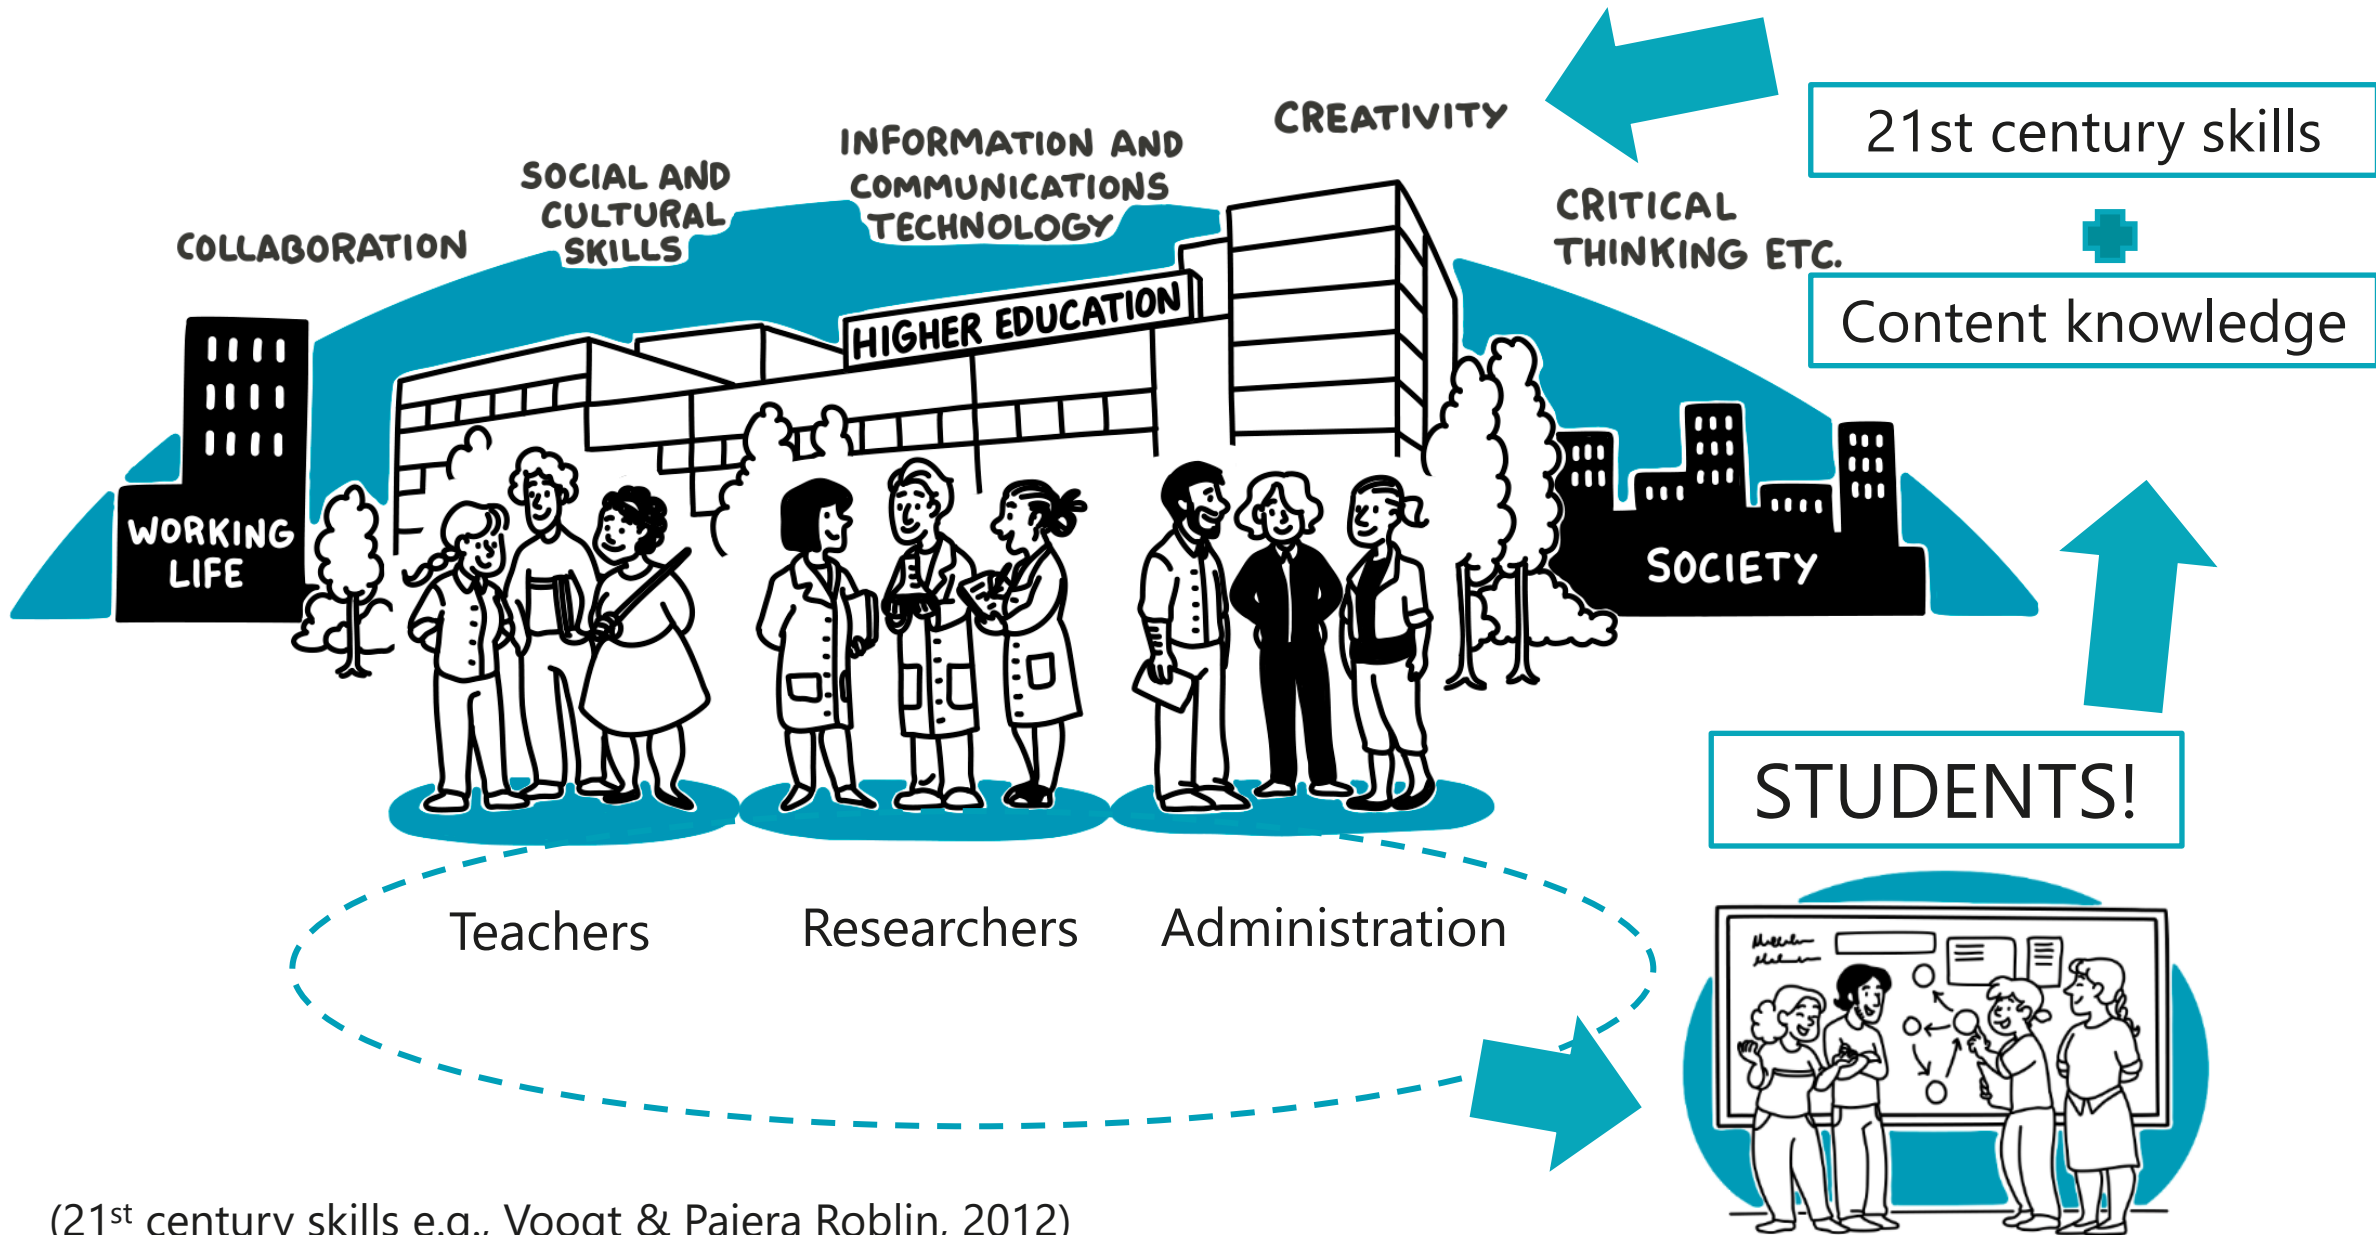 CREATIVITY
21st century skills
INFORMATION AND
COMMUNICATIONS
TECHNOLOGY
SOCIAL AND
CULTURAL
SKILLS
CRITICAL
THINKING ETC.
COLLABORATION
HIGHER EDUCATION
Content knowledge
WORKING
LIFE
SOCIETY
STUDENTS!
Teachers
Researchers
Administration
(21st century skills e.g., Voogt & Pajera Roblin, 2012)